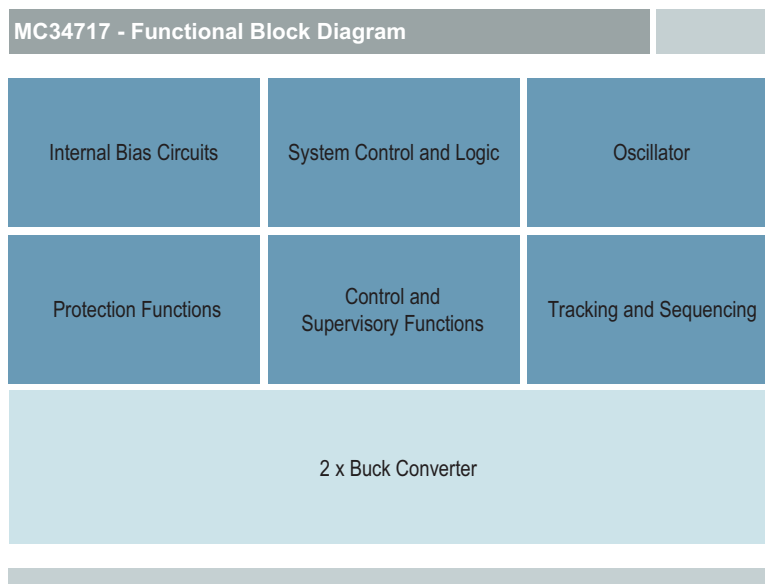 MC34717 - Functional Block Diagram
Internal Bias Circuits
System Control and Logic
Oscillator
Protection Functions
Control and
Supervisory Functions
Tracking and Sequencing
2 x Buck Converter